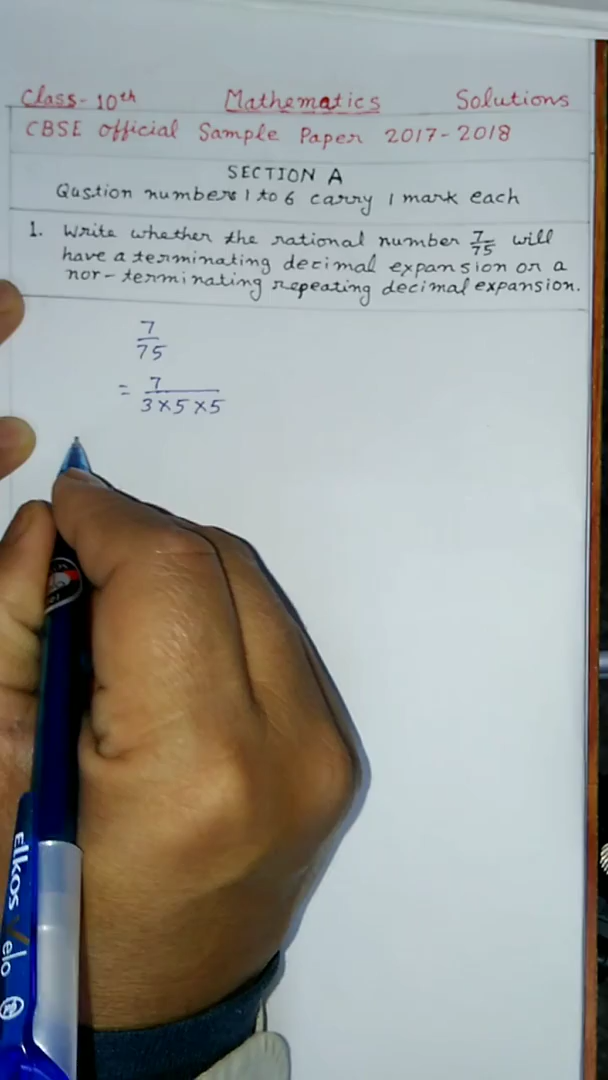 Class- 10th Mathematics Solutions
CBSE official Sample Paper 2017-2018
SECTION A
Qustion numbers 1 to 6 carry 1 mark each
1. Write whether the rational number 7/75 will
have a terminating decimal expansion or a
nor-terminating repeating decimal expansion.
7
75
= 7
3×5×5
elkos Velo